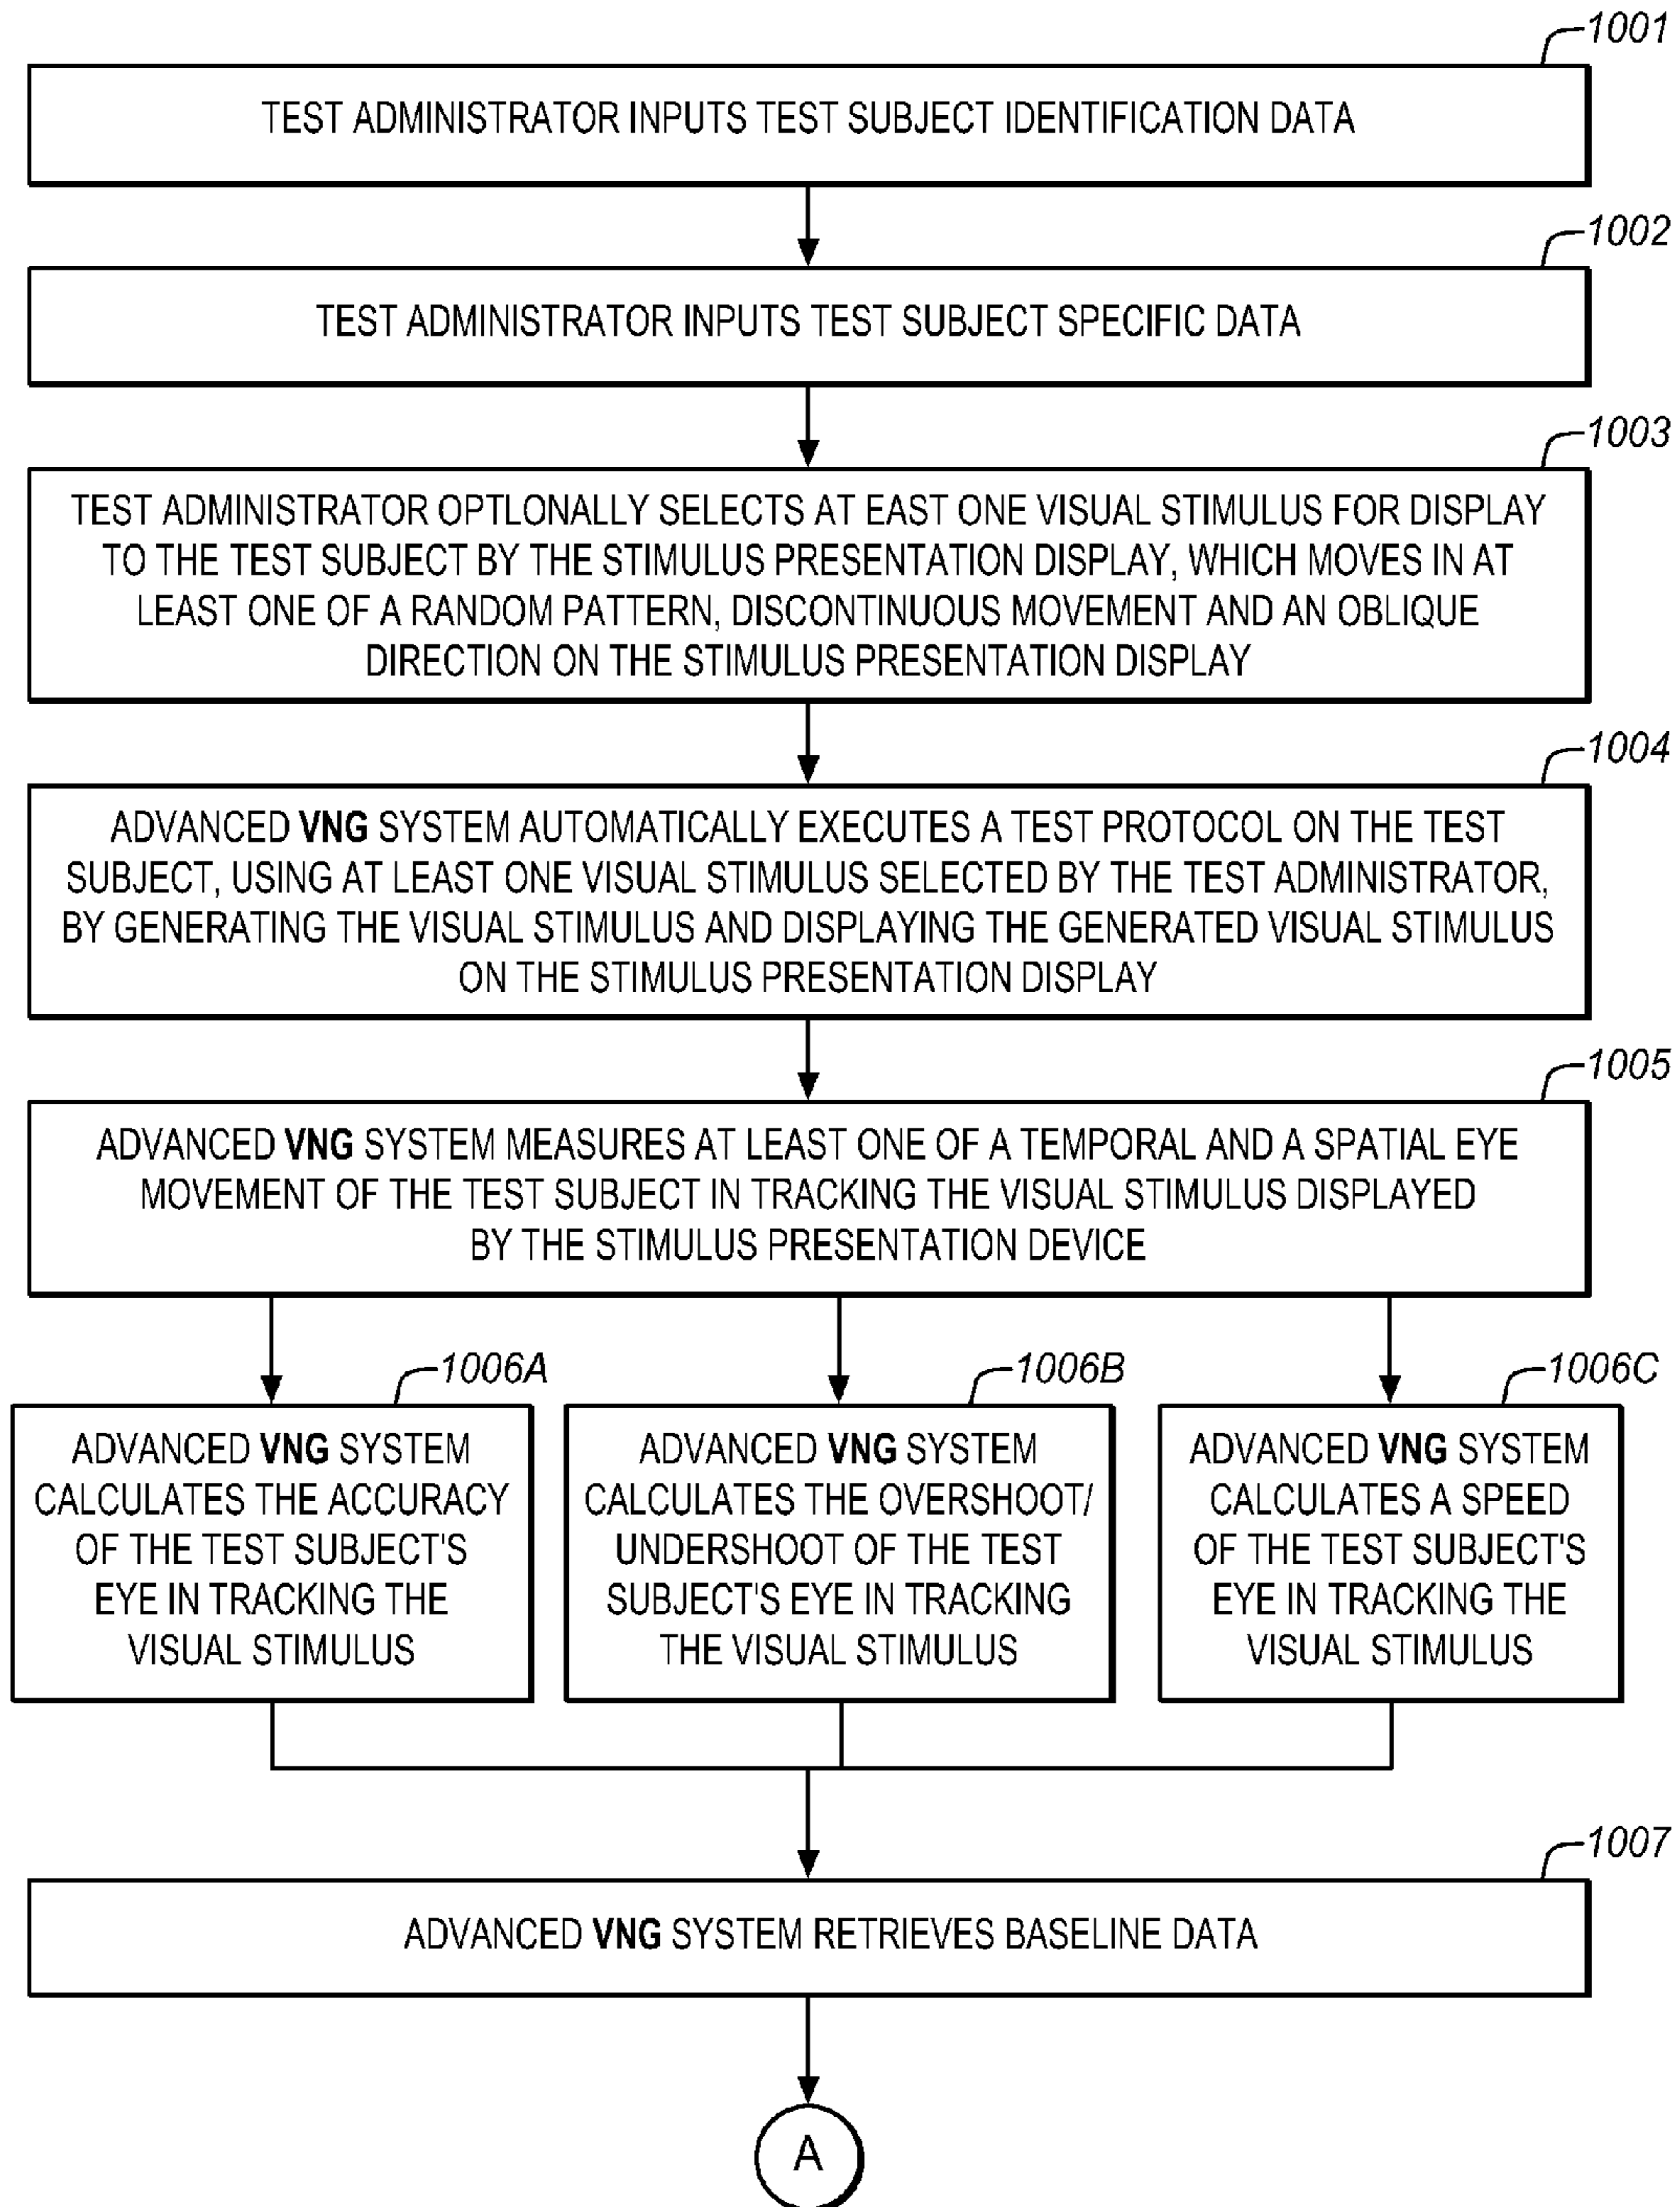 1001
TEST ADMINISTRATOR INPUTS TEST SUBJECT IDENTIFICATION DATA
1002
TEST ADMINISTRATOR INPUTS TEST SUBJECT SPECIFIC DATA
1003
TEST ADMINISTRATOR OPTLONALLY SELECTS AT EAST ONE VISUAL STIMULUS FOR DISPLAY
TO THE TEST SUBJECT BY THE STIMULUS PRESENTATION DISPLAY, WHICH MOVES IN AT
LEAST ONE OF A RANDOM PATTERN, DISCONTINUOUS MOVEMENT AND AN OBLIQUE
DIRECTION ON THE STIMULUS PRESENTATION DISPLAY
1004
ADVANCED VNG SYSTEM AUTOMATICALLY EXECUTES A TEST PROTOCOL ON THE TEST
SUBJECT, USING AT LEAST ONE VISUAL STIMULUS SELECTED BY THE TEST ADMINISTRATOR,
BY GENERATING THE VISUAL STIMULUS AND DISPLAYING THE GENERATED VISUAL STIMULUS
ON THE STIMULUS PRESENTATION DISPLAY
1005
ADVANCED VNG SYSTEM MEASURES AT LEAST ONE OF A TEMPORAL AND A SPATIAL EYE
MOVEMENT OF THE TEST SUBJECT IN TRACKING THE VISUAL STIMULUS DISPLAYED
BY THE STIMULUS PRESENTATION DEVICE
1006A
ADVANCED VNG SYSTEM
CALCULATES THE ACCURACY
OF THE TEST SUBJECT'S
EYE IN TRACKING THE
VISUAL STIMULUS
1006B
ADVANCED VNG SYSTEM
CALCULATES THE OVERSHOOT/
UNDERSHOOT OF THE TEST
SUBJECT'S EYE IN TRACKING
THE VISUAL STIMULUS
1006C
ADVANCED VNG SYSTEM
CALCULATES A SPEED
OF THE TEST SUBJECT'S
EYE IN TRACKING THE
VISUAL STIMULUS
1007
ADVANCED VNG SYSTEM RETRIEVES BASELINE DATA
A